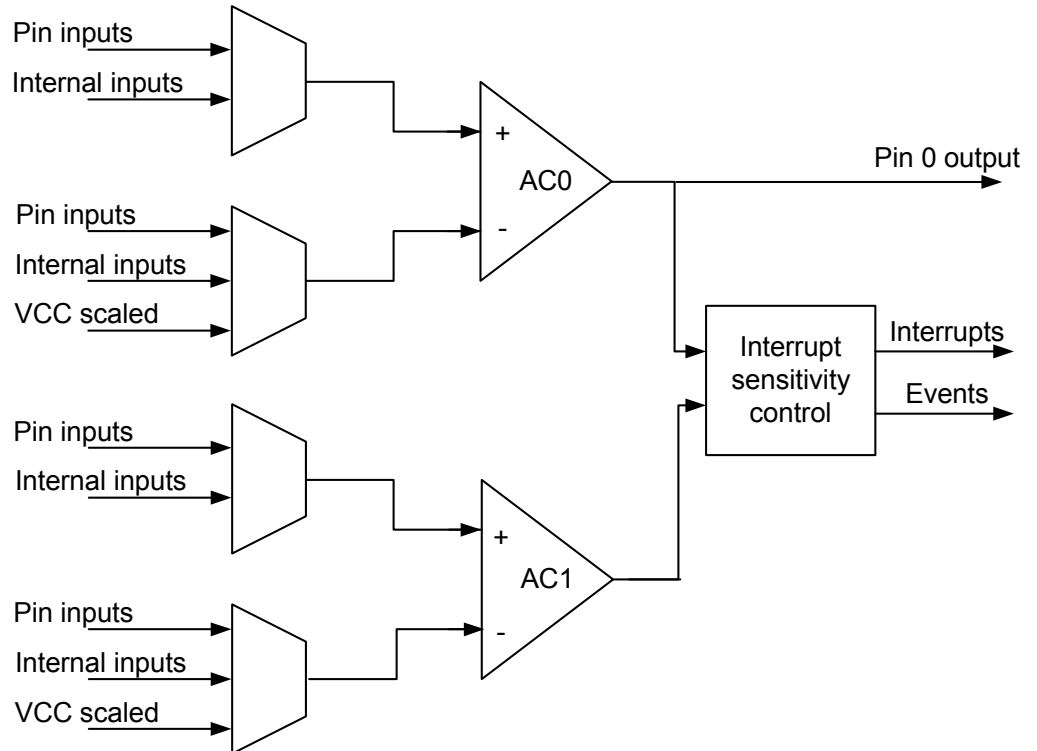 Pin inputs
Internal inputs
+
AC0
-
Pin 0 output
Pin inputs
Internal inputs
VCC scaled
Interrupt
sensitivity
control
Interrupts
Events
Pin inputs
Internal inputs
+
AC1
-
Pin inputs
Internal inputs
VCC scaled